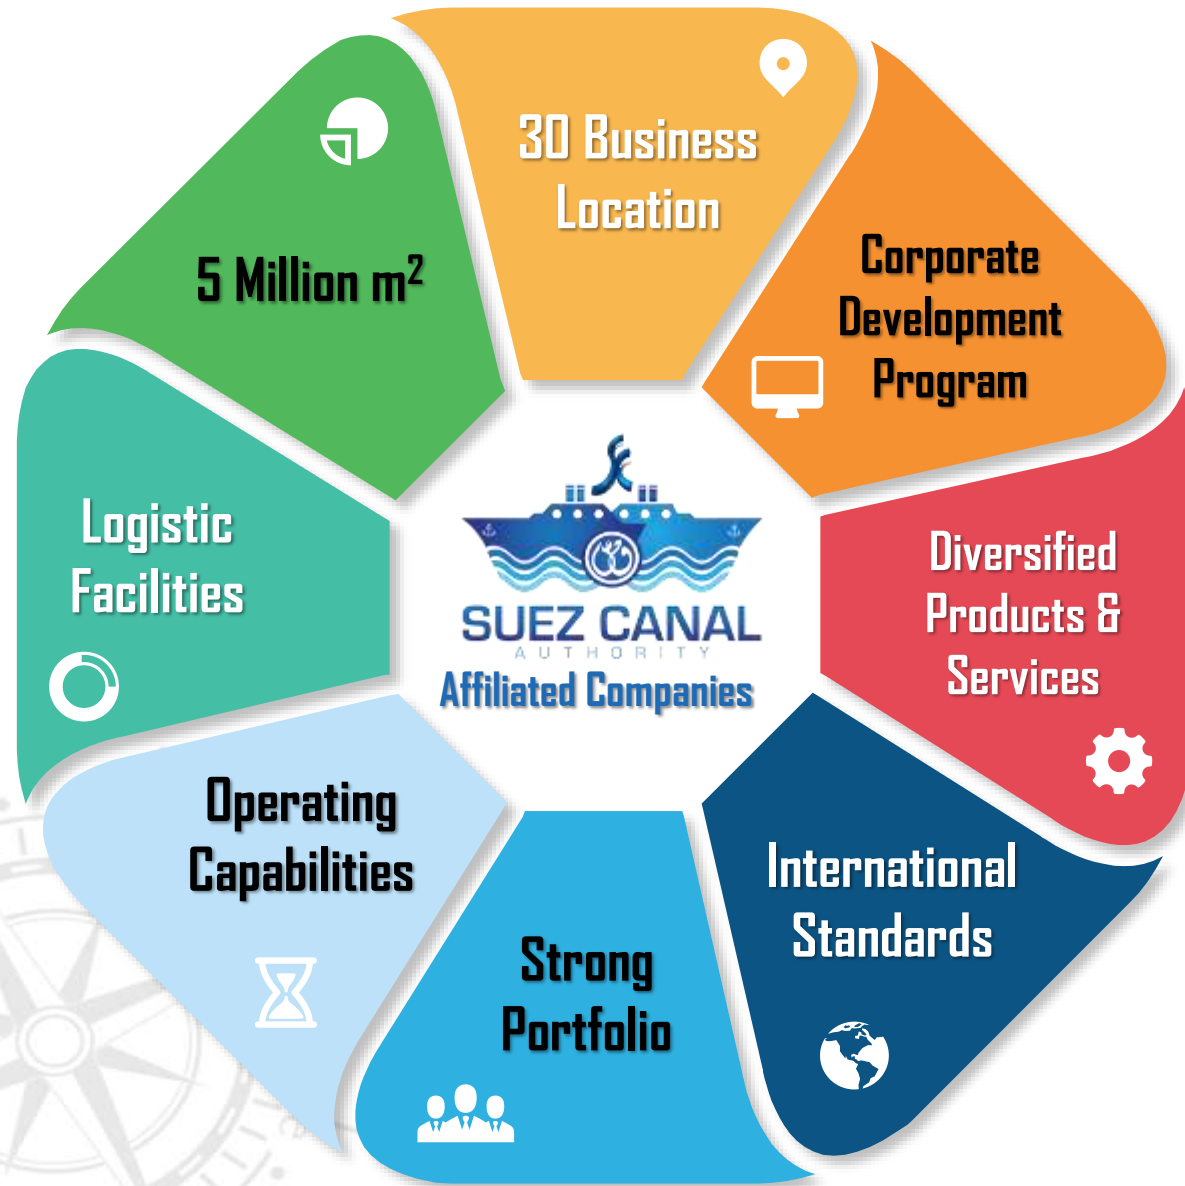 30 Business
Location
Corporate
Development
Program
Diversified
Products &
Services
International
Standards
Strong
Portfolio
Operating
Capabilities
Logistic
Facilities
5 Million m²
SUEZ CANAL
AUTHORITY
Affiliated Companies